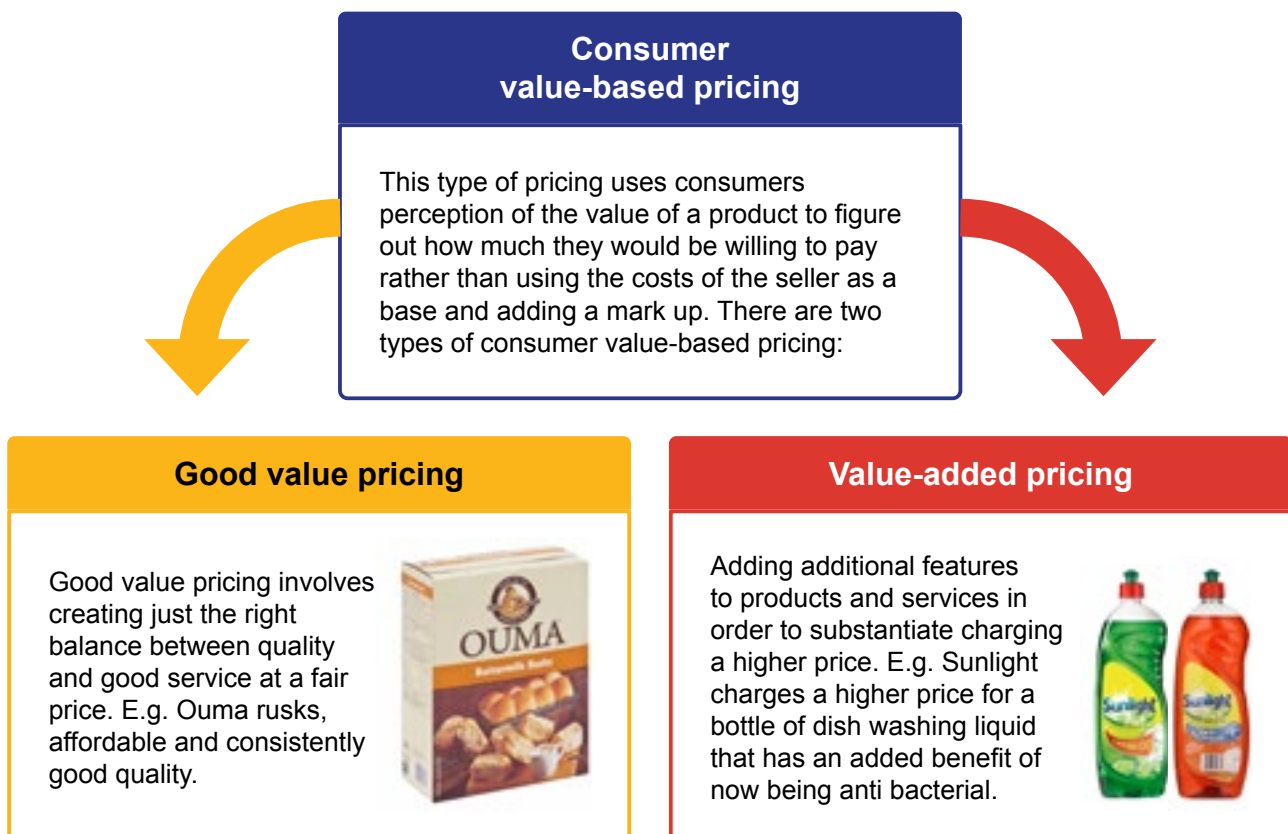 Consumer
value-based pricing
This type of pricing uses consumers
perception of the value of a product to figure
out how much they would be willing to pay
rather than using the costs of the seller as a
base and adding a mark up. There are two
types of consumer value-based pricing:
Good value pricing
Good value pricing involves
creating just the right
balance between quality
and good service at a fair
price. E.g. Ouma rusks,
affordable and consistently
good quality.
OUMA
Buttermilk Rusks
Value-added pricing
Adding additional features
to products and services in
order to substantiate charging
a higher price. E.g. Sunlight
charges a higher price for a
bottle of dish washing liquid
that has an added benefit of
now being anti bacterial.
Sunlight
Sunlight